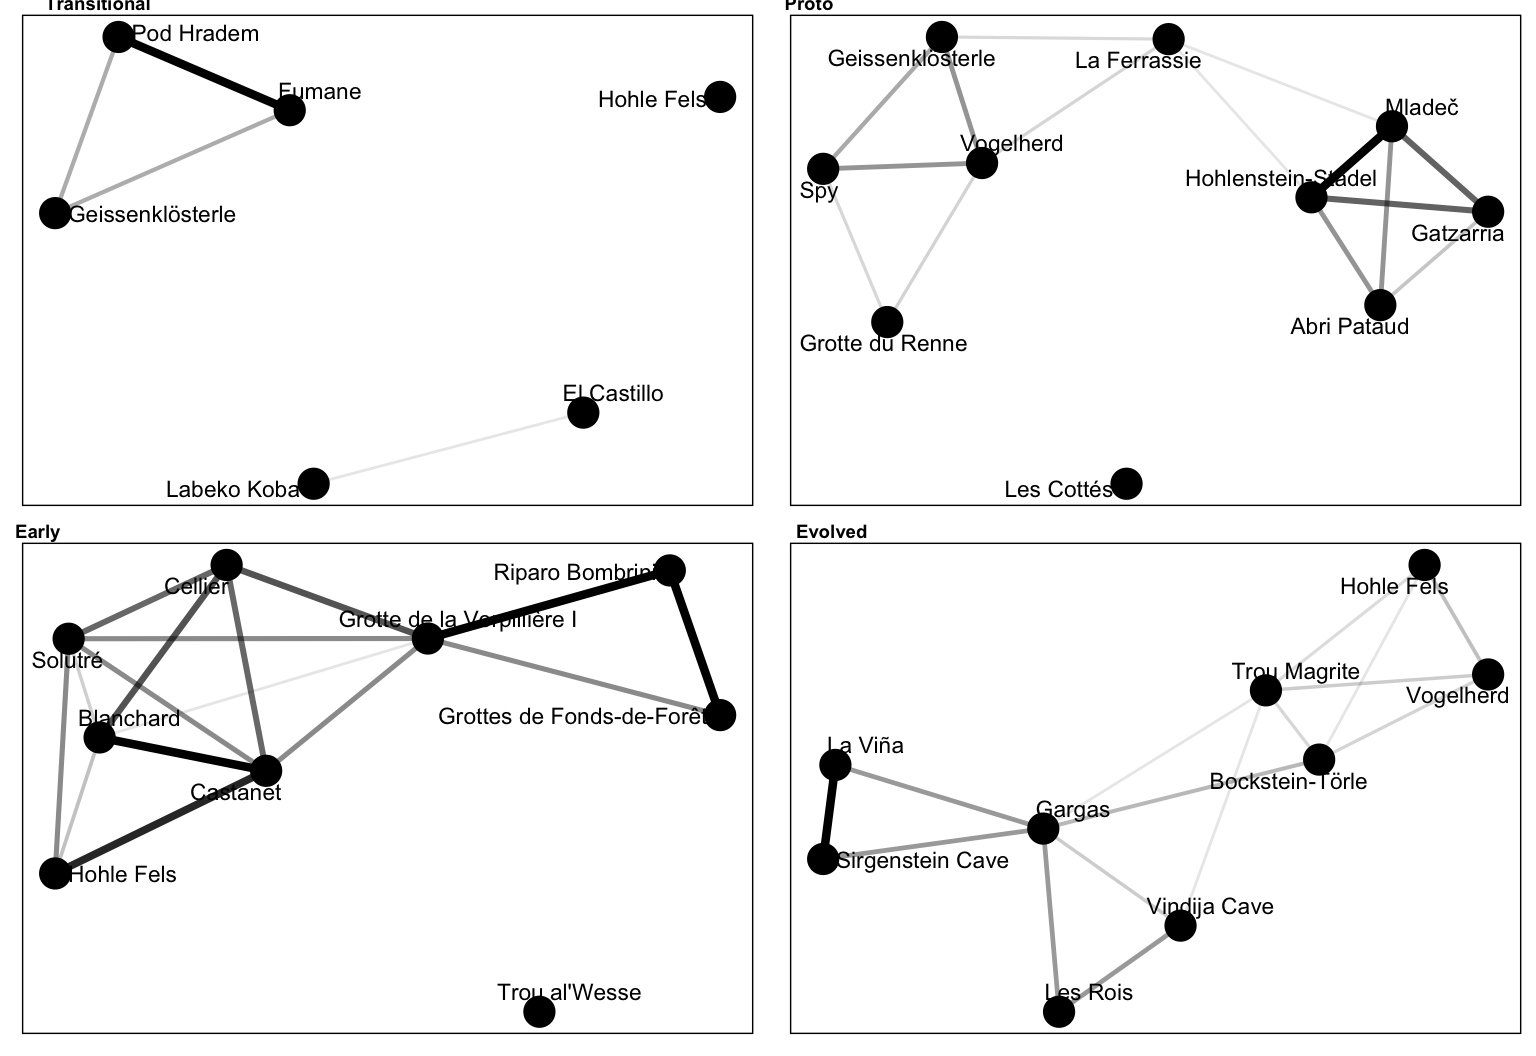 Transitional
Pod Hradem
Fumane
Hohle Fels
Geissenklösterle
El Castillo
Labeko Koba
Proto
Geissenklösterle
La Ferrassie
Mladeč
Vogelherd
Hohlenstein-Stadel
Spy
Gatzarria
Abri Pataud
Grotte du Renne
Les Cottés
Early
Riparo Bombrini
Cellier
Grotte de la Verpillière I
Solutré
Grottes de Fonds-de-Forêt
Blanchard
Castanet
Hohle Fels
Trou al'Wesse
Evolved
Hohle Fels
Trou Magrite
Vogelherd
La Viña
Bockstein-Törle
Gargas
Sirgenstein Cave
Vindija Cave
Les Rois